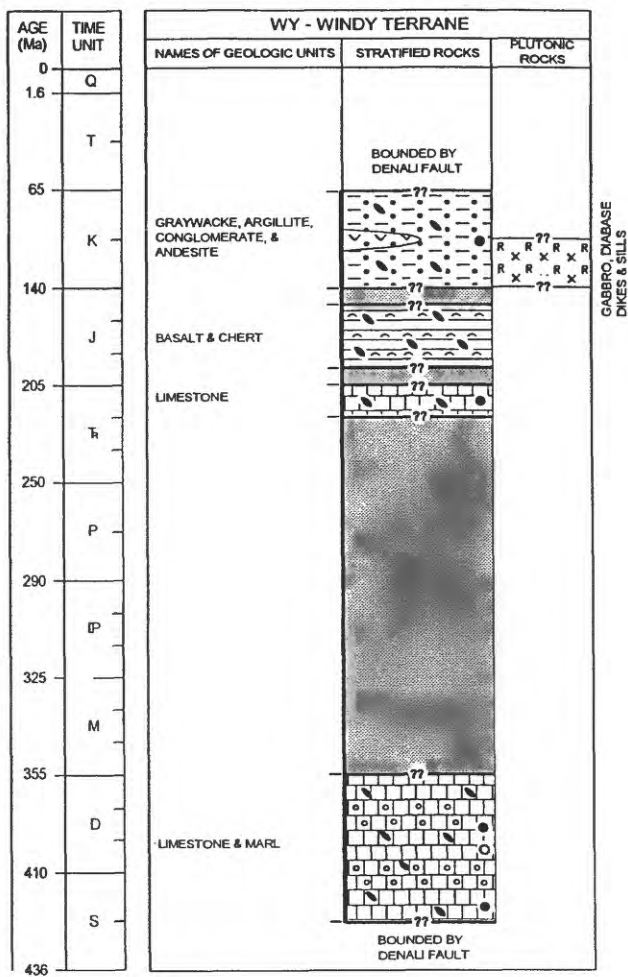 AGE
(Ma)
TIME
UNIT
WY - WINDY TERRANE
NAMES OF GEOLOGIC UNITS
STRATIFIED ROCKS
PLUTONIC
ROCKS
0
Q
1.6
T
BOUNDED BY
DENALI FAULT
65
??
K
GRAYWACKE, ARGILLITE,
CONGLOMERATE, &
ANDESITE
??
R R R
X X
R R R
X X
??
GABBRO, DIABASE
DIKES & SILLS
140
??
??
J
BASALT & CHERT
??
205
??
LIMESTONE
??
TR
250
P
290
IP
325
M
355
??
D
LIMESTONE & MARL
410
S
??
BOUNDED BY
DENALI FAULT
436